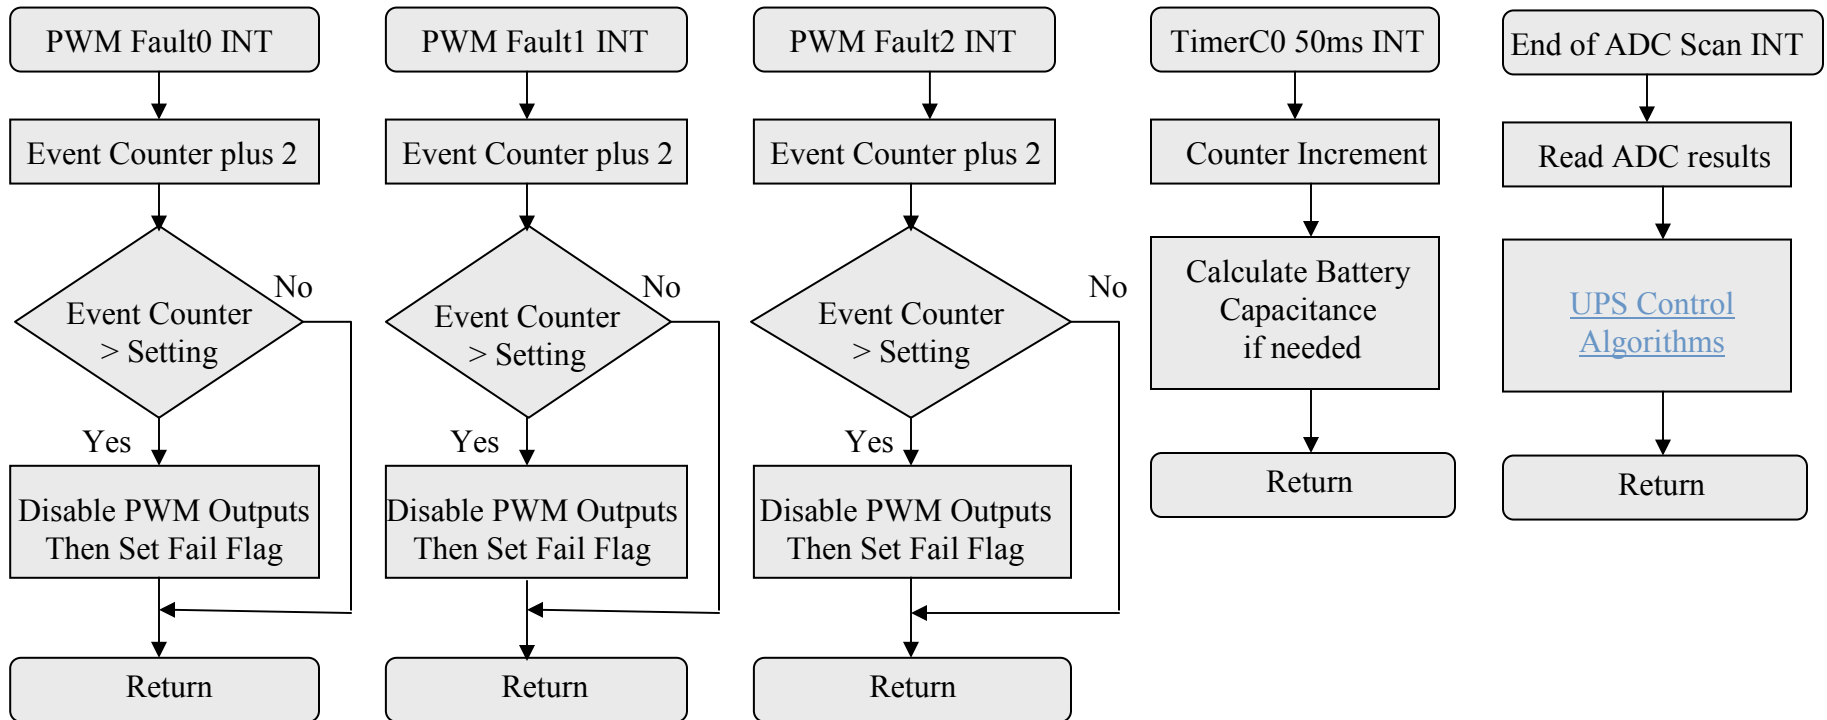 PWM Fault0 INT
Event Counter plus 2
No
Event Counter
> Setting
Yes
Disable PWM Outputs
Then Set Fail Flag
Return
PWM Fault1 INT
Event Counter plus 2
No
Event Counter
> Setting
Yes
Disable PWM Outputs
Then Set Fail Flag
Return
PWM Fault2 INT
Event Counter plus 2
No
Event Counter
> Setting
Yes
Disable PWM Outputs
Then Set Fail Flag
Return
TimerC0 50ms INT
Counter Increment
Calculate Battery
Capacitance
if needed
Return
End of ADC Scan INT
Read ADC results
UPS Control
Algorithms
Return